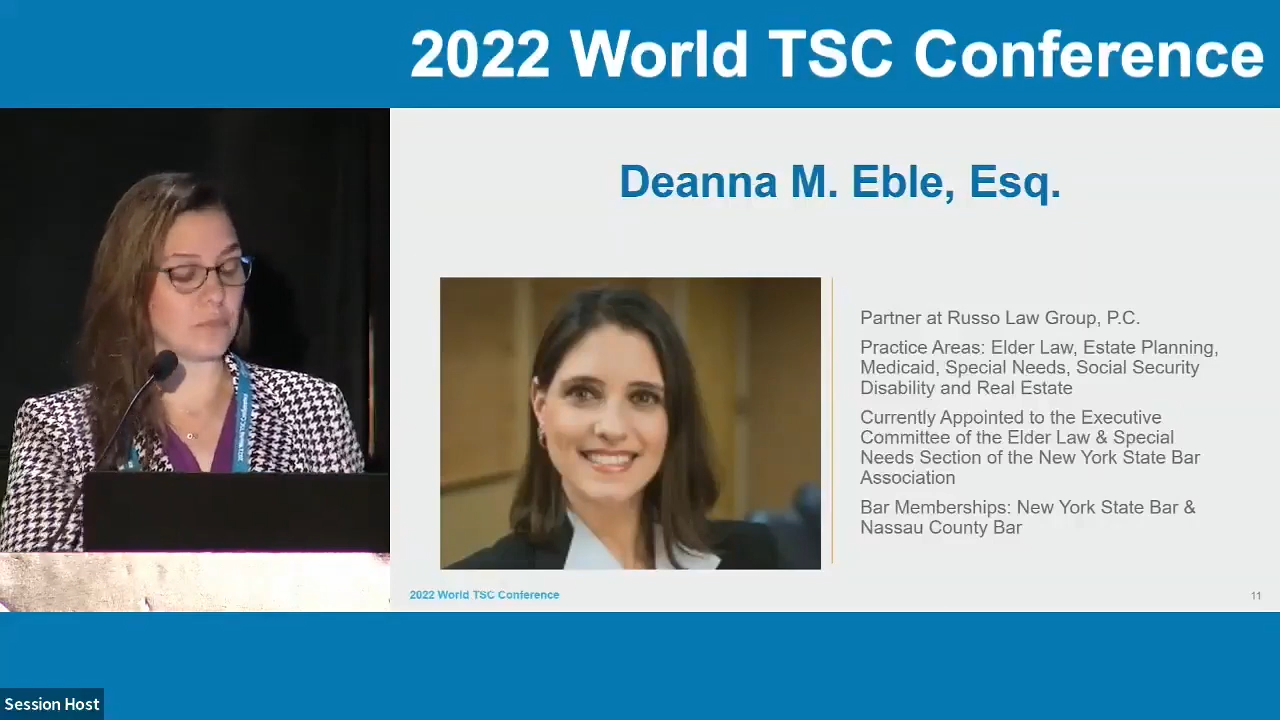 2022 World TSC Conference
Deanna M. Eble, Esq.
Partner at Russo Law Group, P.C.
Practice Areas: Elder Law, Estate Planning,
Medicaid, Special Needs, Social Security
Disability and Real Estate
Currently Appointed to the Executive
Committee of the Elder Law & Special
Needs Section of the New York State Bar
Association
Bar Memberships: New York State Bar &
Nassau County Bar
2022 World TSC Conference
11
Session Host